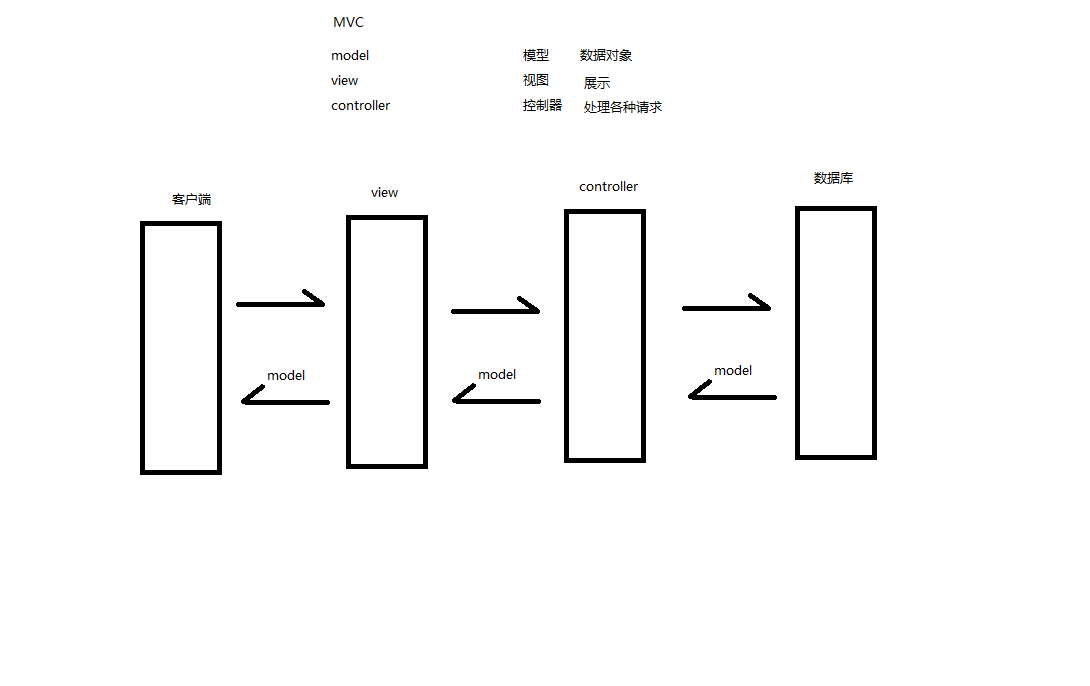 MVC
model 模型 数据对象
view 视图 展示
controller 控制器 处理各种请求
客户端 view controller 数据库
model model model